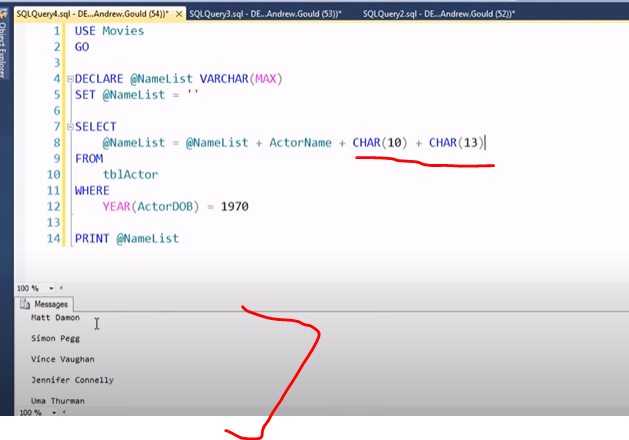 SQLQuery4.sql - DE...Andrew.Gould (54))* SQLQuery3.sql - DE...Andrew.Gould (53))* SQLQuery2.sql - DE...Andrew.Gould (52))*
Object Explorer
1 USE Movies
2 GO
3
4 DECLARE @NameList VARCHAR(MAX)
5 SET @NameList = ''
6
7 SELECT
8 @NameList = @NameList + ActorName + CHAR(10) + CHAR(13)
9 FROM
10 tblActor
11 WHERE
12 YEAR(ActorDOB) = 1970
13
14 PRINT @NameList
100 %
Messages
Matt Damon
Simon Pegg
Vince Vaughan
Jennifer Connelly
Uma Thurman
100 %